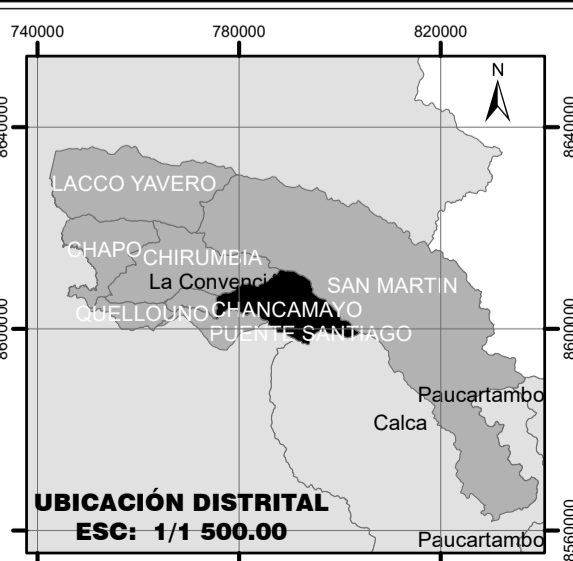 740000 780000 820000
N
8640000 8640000
LACCO YAVERO
CHAPO CHIRUMBIA
La Convenció
SAN MARTIN
QUELLOUNO CHANCAMAYO
8600000 8600000
PUENTE SANTIAGO
Paucartambo
Calca
UBICACIÓN DISTRITAL
ESC: 1/1 500.00
Paucartambo
8560000